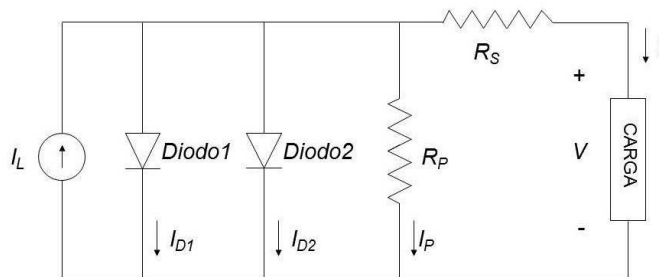 R_S
+
I_L
Diodo1
Diodo2
R_P
V
CARGA
-
I_D1
I_D2
I_P